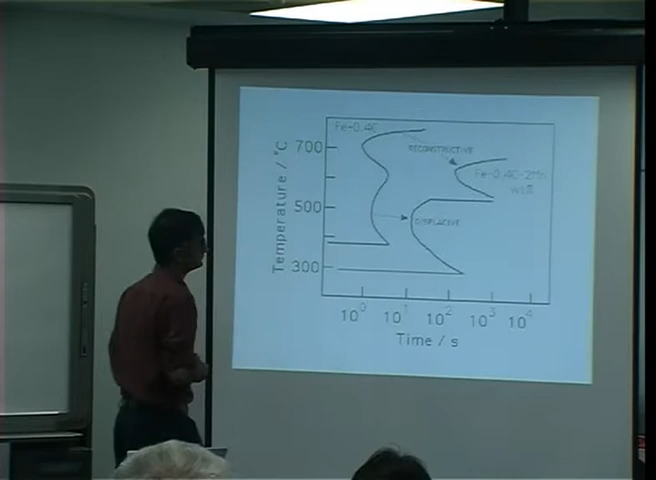 Fe-0.4C
700
RECONSTRUCTIVE
Fe-0.4C-2Mn
wt%
500
DISPLACIVE
300
Temperature / °C
10⁰ 10¹ 10² 10³ 10⁴
Time / s